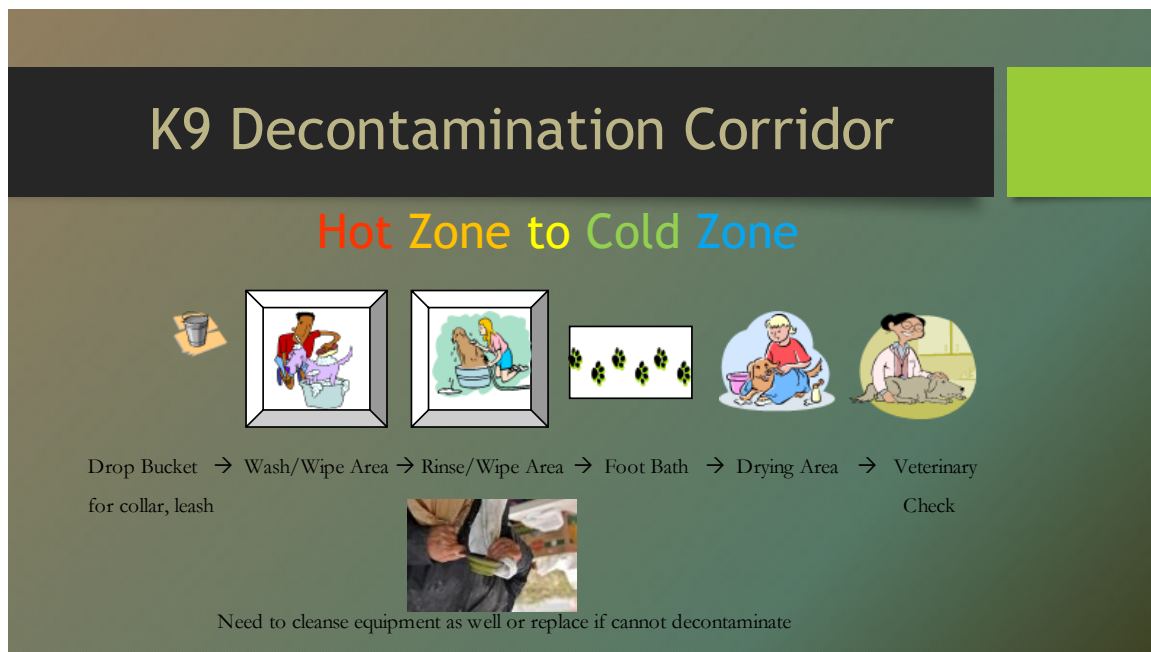 K9 Decontamination Corridor
Hot Zone to Cold Zone
Drop Bucket → Wash/Wipe Area → Rinse/Wipe Area → Foot Bath → Drying Area → Veterinary
for collar, leash Check
Need to cleanse equipment as well or replace if cannot decontaminate